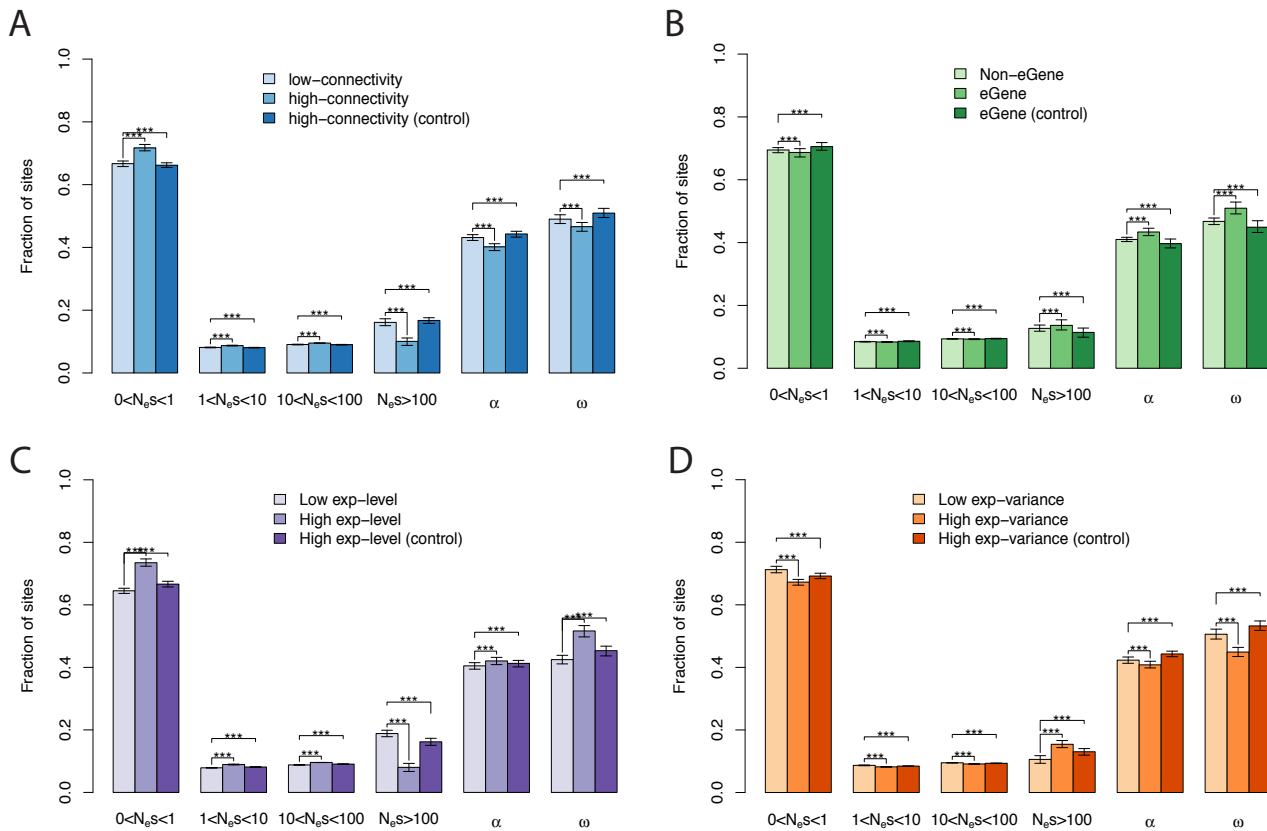 A
Fraction of sites
1.0
0.8
0.6
0.4
0.2
0.0
low−connectivity
high−connectivity
high−connectivity (control)
*** ***
*** ***
*** ***
*** ***
*** ***
*** ***
0<Nₑs<1 1<Nₑs<10 10<Nₑs<100 Nₑs>100 α ω
B
Fraction of sites
1.0
0.8
0.6
0.4
0.2
0.0
Non−eGene
eGene
eGene (control)
*** ***
*** ***
*** ***
*** ***
*** ***
*** ***
0<Nₑs<1 1<Nₑs<10 10<Nₑs<100 Nₑs>100 α ω
C
Fraction of sites
1.0
0.8
0.6
0.4
0.2
0.0
Low exp−level
High exp−level
High exp−level (control)
*** ***
*** ***
*** ***
*** ***
*** ***
*** ***
0<Nₑs<1 1<Nₑs<10 10<Nₑs<100 Nₑs>100 α ω
D
Fraction of sites
1.0
0.8
0.6
0.4
0.2
0.0
Low exp−variance
High exp−variance
High exp−variance (control)
*** ***
*** ***
*** ***
*** ***
*** ***
*** ***
0<Nₑs<1 1<Nₑs<10 10<Nₑs<100 Nₑs>100 α ω